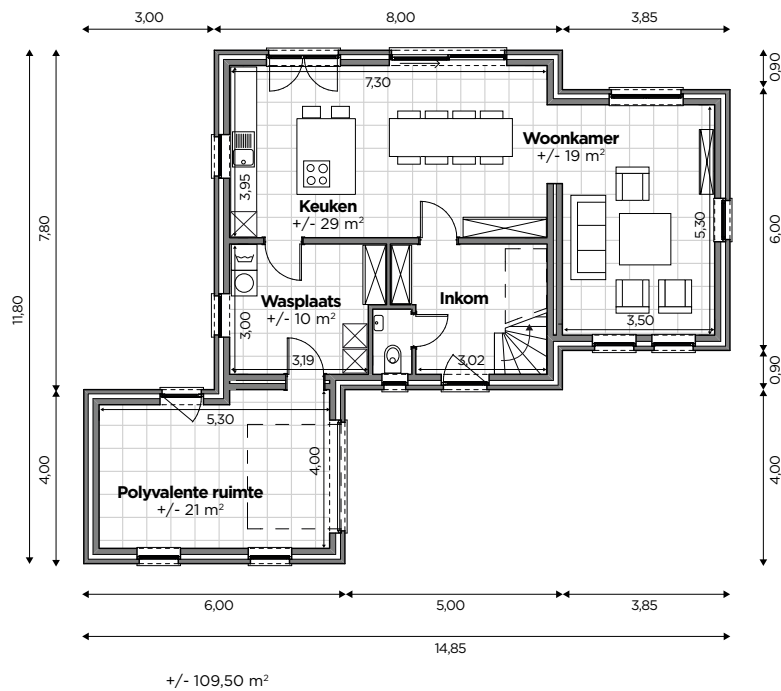 3,00
8,00
3,85
0,90
7,30
Woonkamer
+/- 19 m²
3,95
Keuken
+/- 29 m²
5,30
7,80
6,00
11,80
Wasplaats
+/- 10 m²
Inkom
3,00
3,50
3,19
3,02
0,90
5,30
4,00
4,00
4,00
Polyvalente ruimte
+/- 21 m²
6,00
5,00
3,85
14,85
+/- 109,50 m²